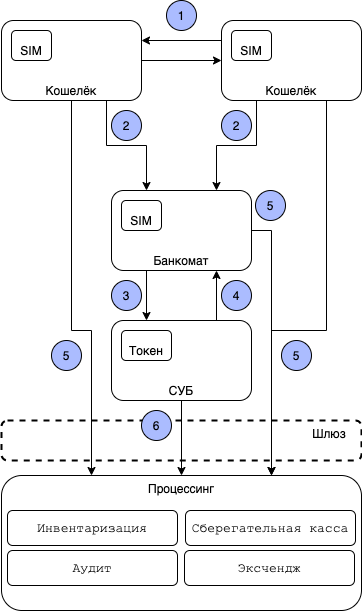 1
SIM
SIM
Кошелёк
Кошелёк
2
2
SIM
5
Банкомат
3
4
Токен
5
5
СУБ
6
Шлюз
Процессинг
Инвентаризация
Сберегательная касса
Аудит
Эксчендж